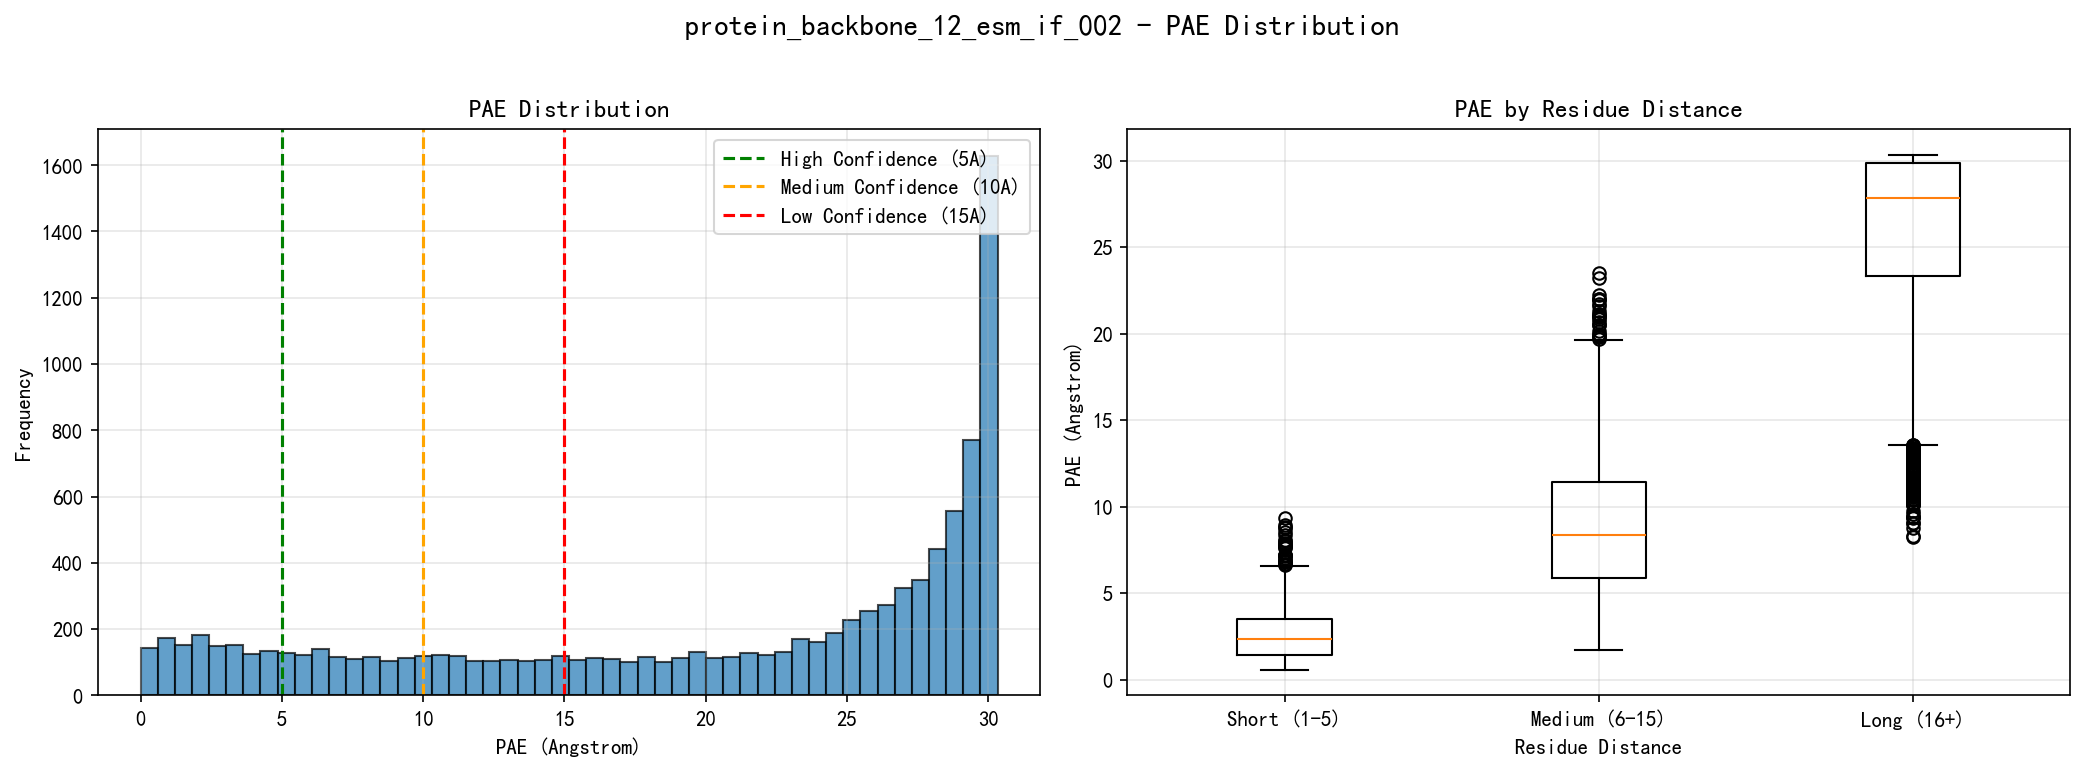 protein_backbone_12_esm_if_002 - PAE Distribution
PAE Distribution
High Confidence (5A)
Medium Confidence (10A)
Low Confidence (15A)
Frequency
1600
1400
1200
1000
800
600
400
200
0
0 5 10 15 20 25 30
PAE (Angstrom)
PAE by Residue Distance
PAE (Angstrom)
30
25
20
15
10
5
0
Short (1-5) Medium (6-15) Long (16+)
Residue Distance